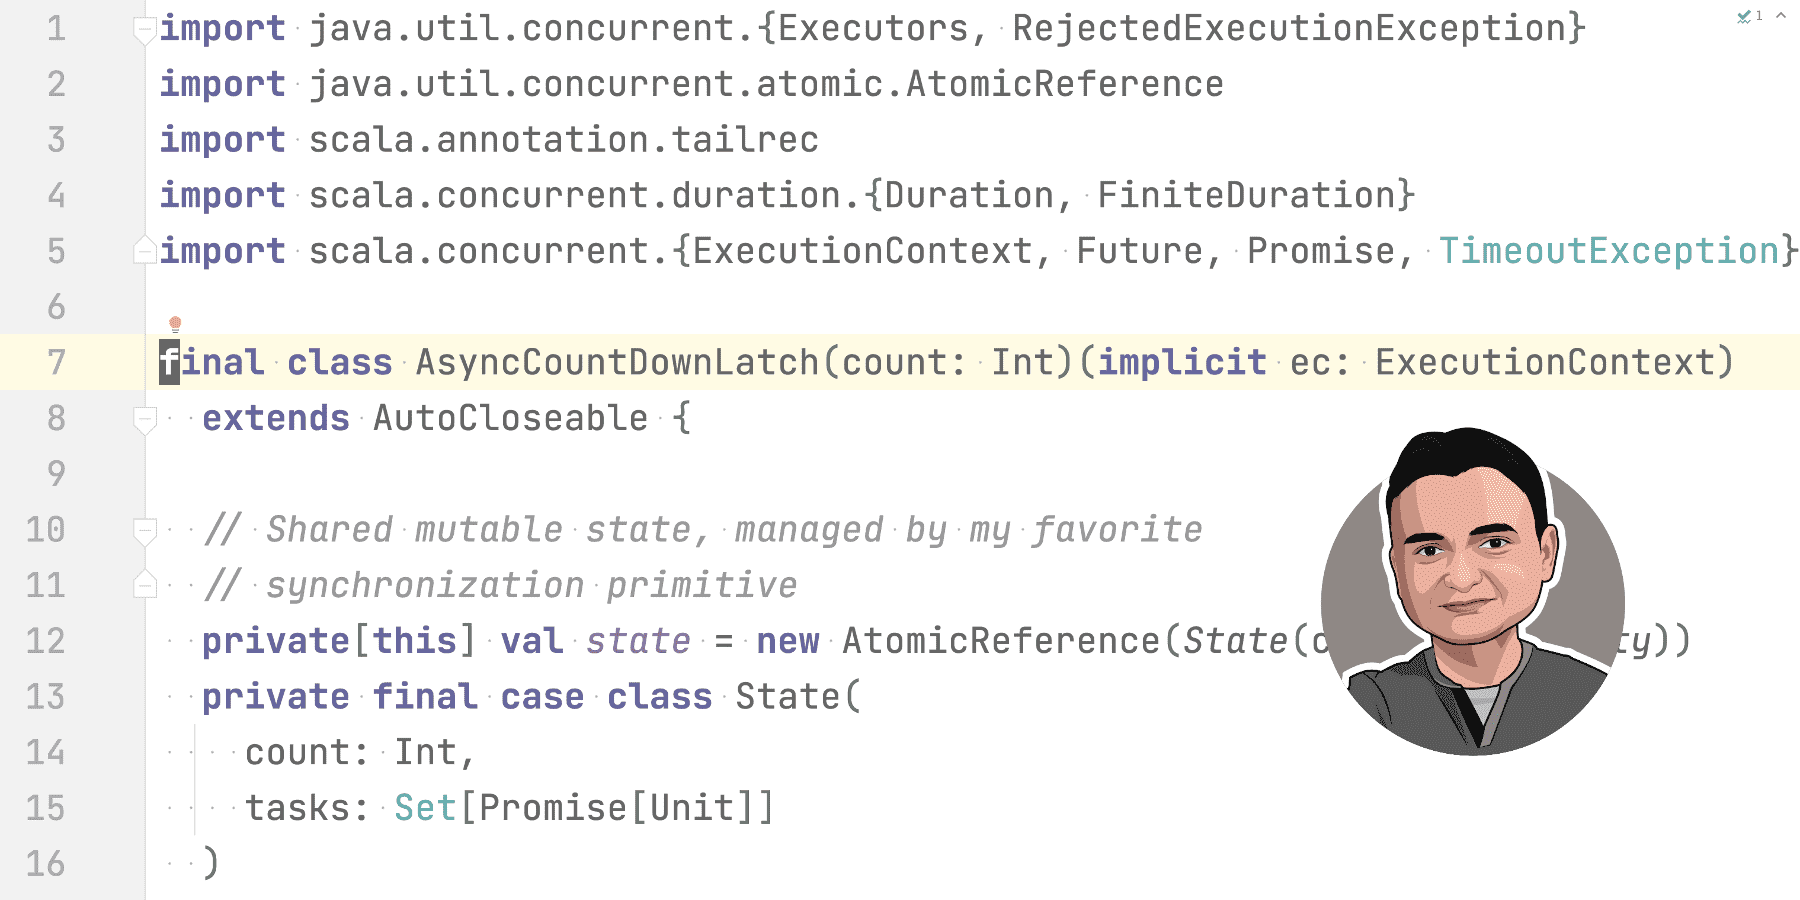 1 import java.util.concurrent.{Executors, RejectedExecutionException}
2 import java.util.concurrent.atomic.AtomicReference
3 import scala.annotation.tailrec
4 import scala.concurrent.duration.{Duration, FiniteDuration}
5 import scala.concurrent.{ExecutionContext, Future, Promise, TimeoutException}
6
7 final class AsyncCountDownLatch(count: Int)(implicit ec: ExecutionContext)
8 extends AutoCloseable {
9
10 // Shared mutable state, managed by my favorite
11 // synchronization primitive
12 private[this] val state = new AtomicReference(State(
13 private final case class State(
14 count: Int,
15 tasks: Set[Promise[Unit]]
16 )
1